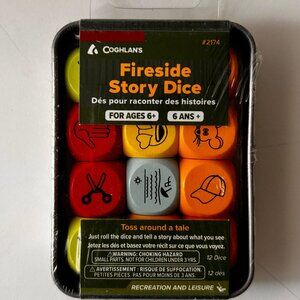 COGHLAN'S
#2174
Fireside
Story Dice
Dés pour raconter des histoires
FOR AGES 6+
6 ANS +
Toss around a tale
Just roll the dice and tell a story about what you see
Jetez les dés et basez votre récit sur ce que vous voyez.
WARNING: CHOKING HAZARD
SMALL PARTS. NOT FOR CHILDREN UNDER 3 YRS.
12 Dice
AVERTISSEMENT : RISQUE DE SUFFOCATION.
PETITES PIÈCES. PAS POUR MOINS DE 3 ANS.
12 dés
RECREATION AND LEISURE